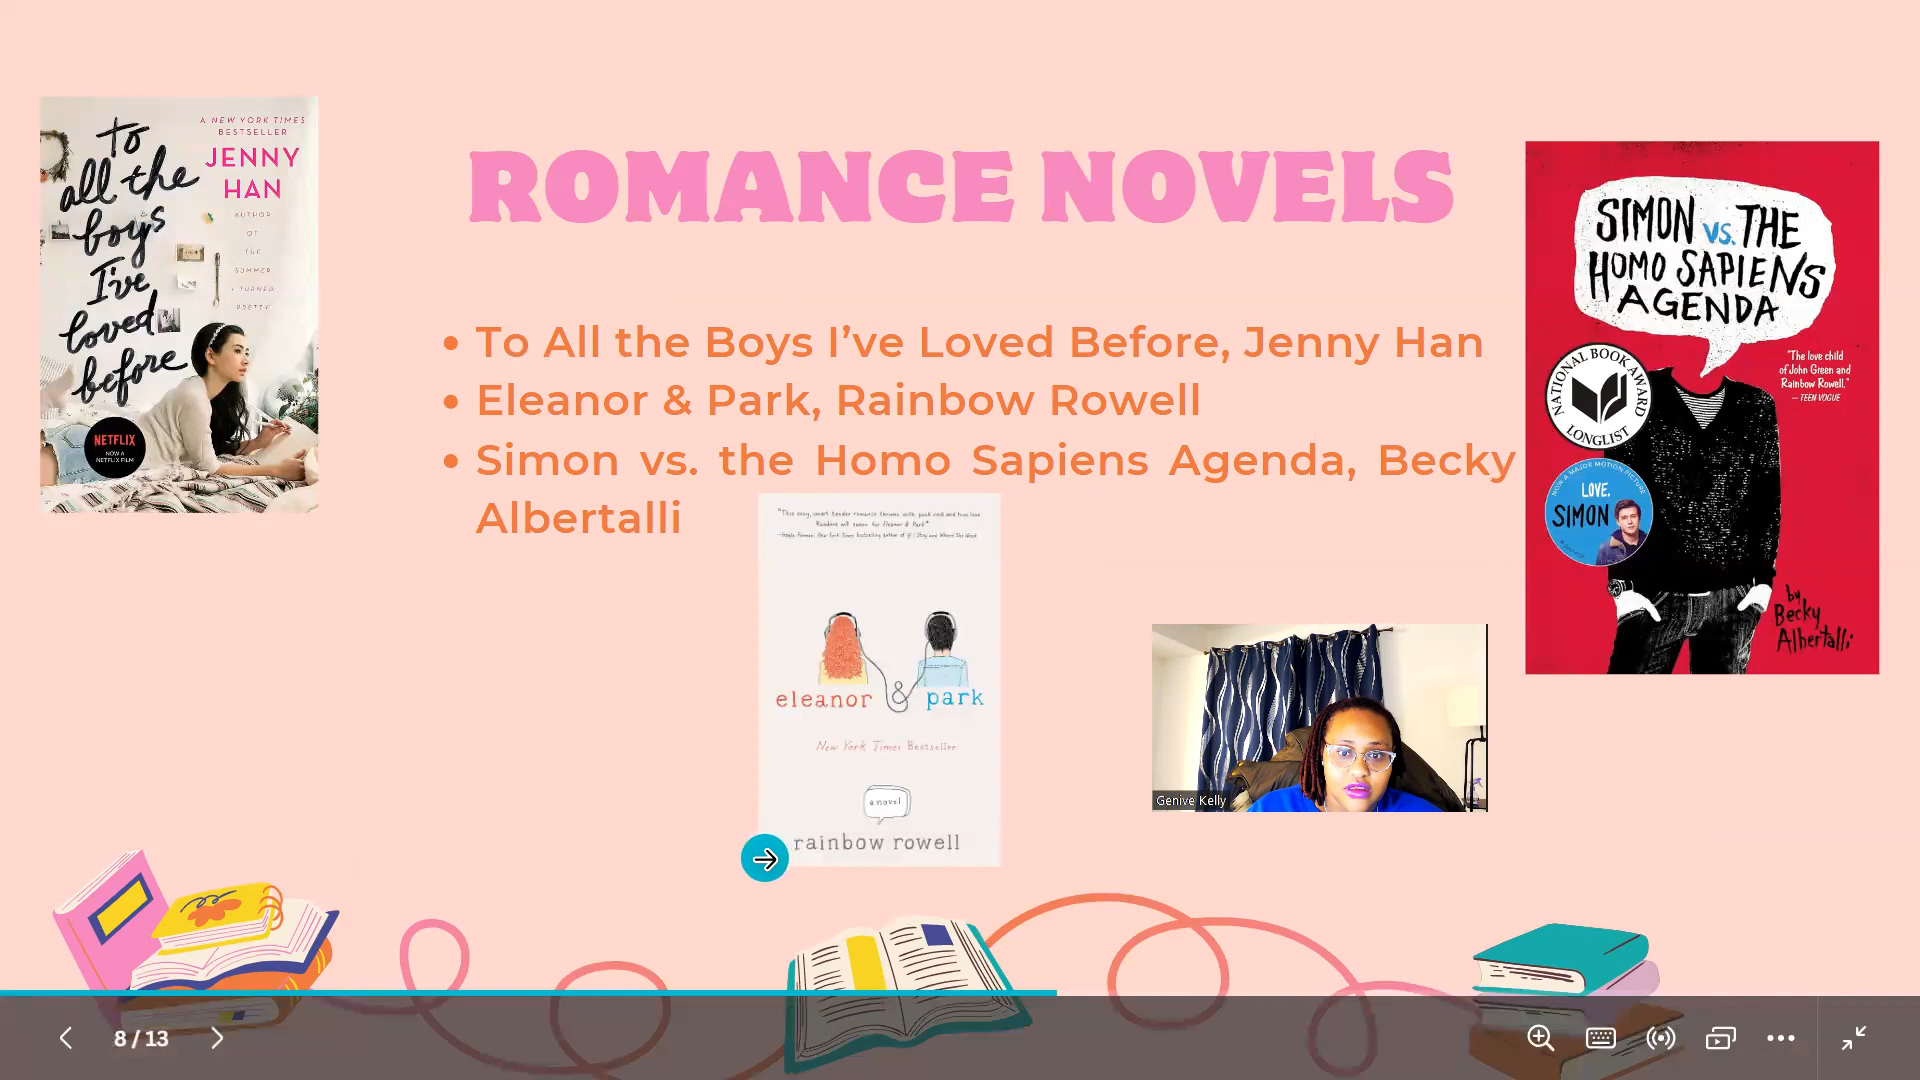 to
all the
boys
I've
loved
before
A NEW YORK TIMES
BESTSELLER
JENNY
HAN
AUTHOR
OF
THE
SUMMER
I TURNED
PRETTY
NETFLIX
NOW A
NETFLIX FILM
ROMANCE NOVELS
• To All the Boys I’ve Loved Before, Jenny Han
• Eleanor & Park, Rainbow Rowell
• Simon vs. the Homo Sapiens Agenda, Becky
Albertalli
SIMON VS. THE
HOMO SAPIENS
AGENDA
"The love child
of John Green and
Rainbow Rowell."
— TEEN VOGUE
NATIONAL BOOK AWARD
LONGLIST
NOW A MAJOR MOTION PICTURE
LOVE,
SIMON
by
Becky
Albertalli
eleanor & park
New York Times Bestseller
a novel
rainbow rowell
Genive Kelly
8 / 13